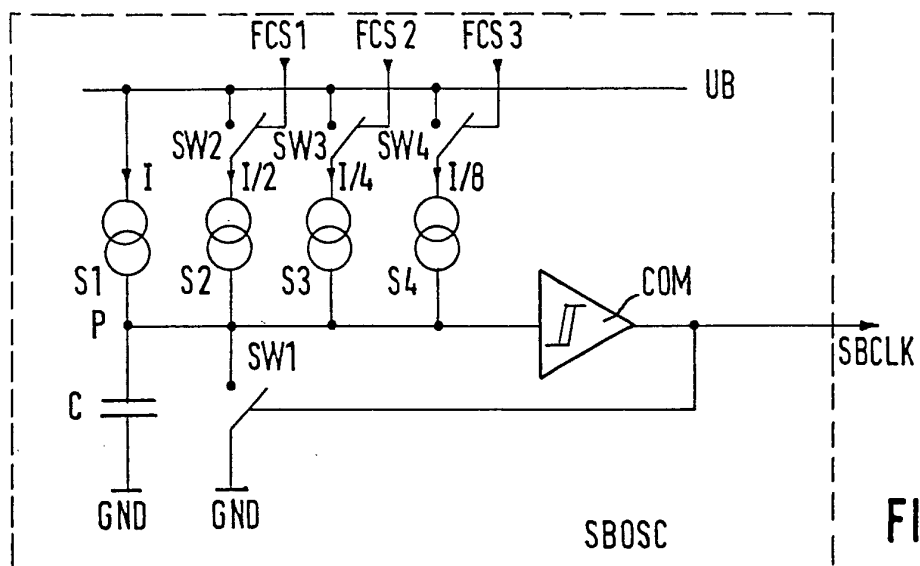 FCS1 FCS2 FCS3
UB
SW2 SW3 SW4
I I/2 I/4 I/8
S1 S2 S3 S4
COM
P
SW1
SBCLK
C
GND GND
SBOSC
FI